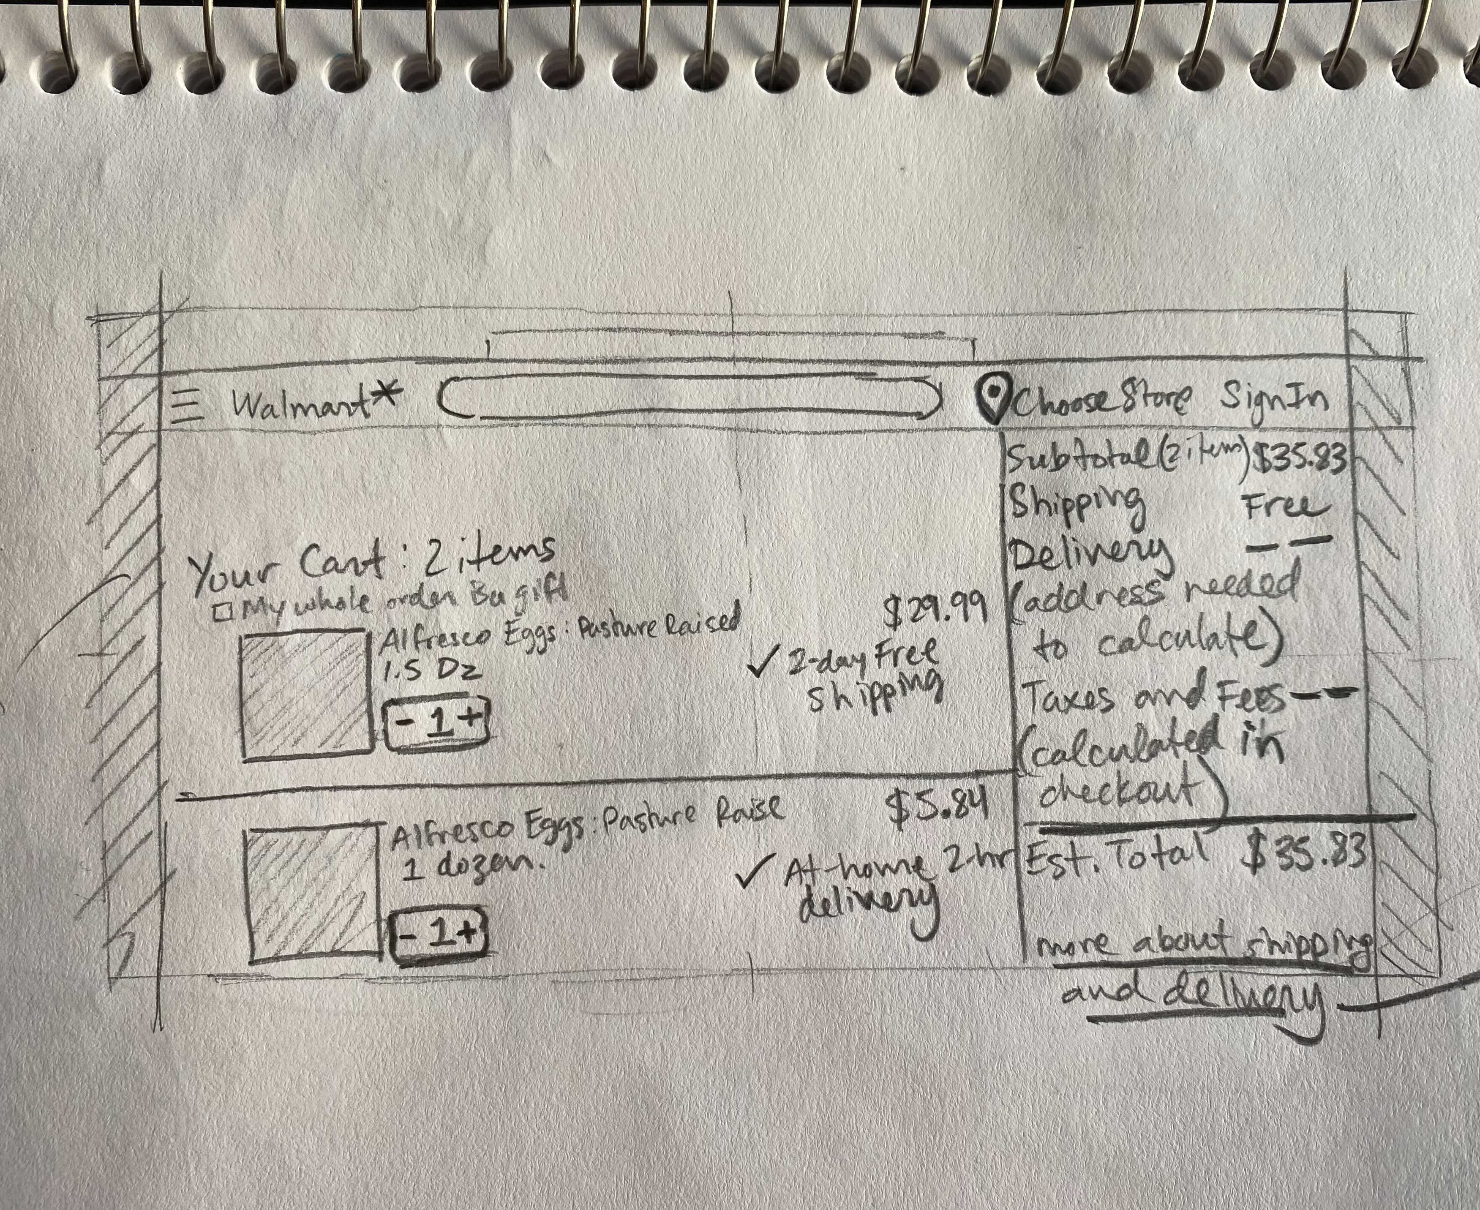 Walmart*
Choose Store Sign In
Your Cart: 2 items
My whole order is a gift
Alfresco Eggs: Pasture Raised
1.5 Dz
- 1 +
$29.99
✓ 2-day Free
shipping
Alfresco Eggs: Pasture Raise
1 dozen.
- 1 +
$5.84
✓ At-home 2-hr
delivery
Subtotal (2 item) $35.83
Shipping Free
Delivery – –
(address needed
to calculate)
Taxes and Fees – –
(calculated in
checkout)
Est. Total $35.83
more about shipping
and delivery